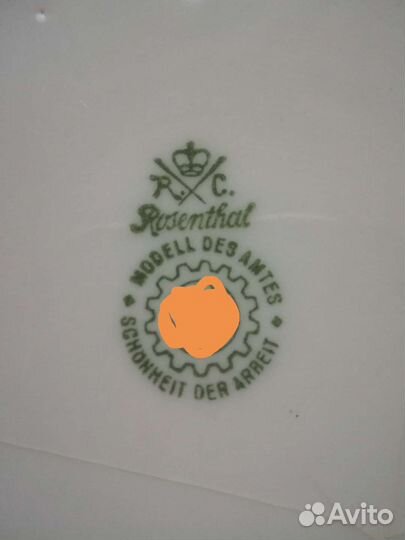 R. C.
Rosenthal
MODELL DES AMTES
SCHÖNHEIT DER ARBEIT
Avito